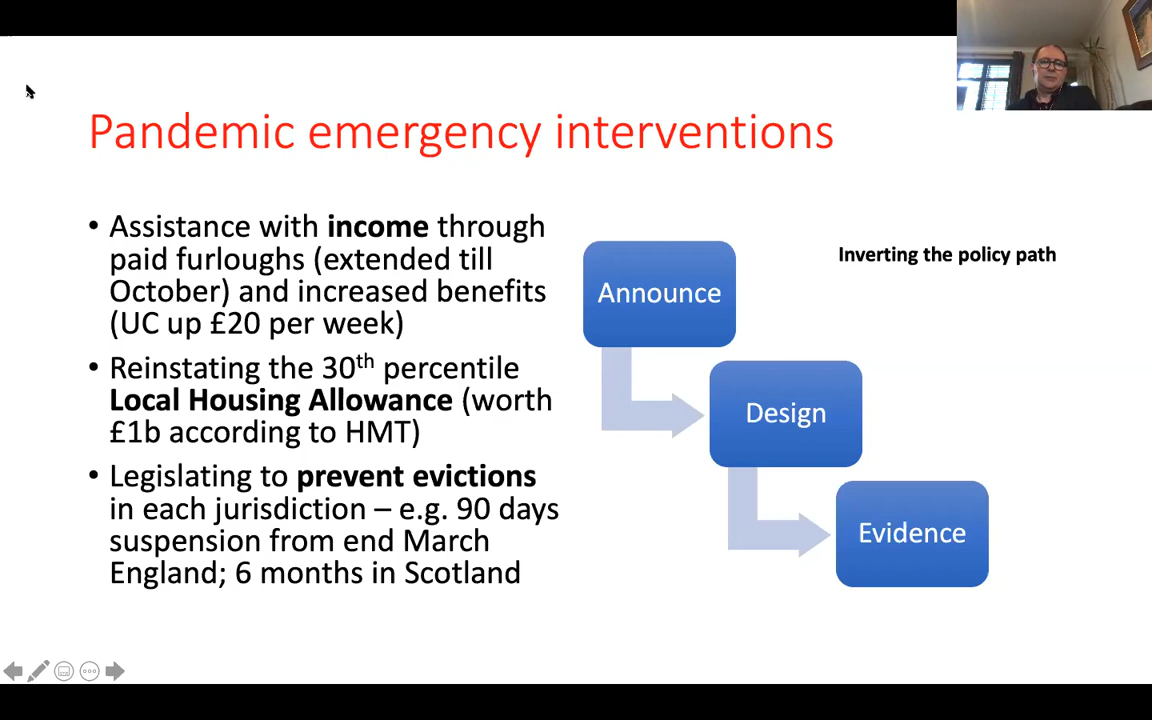 Pandemic emergency interventions
• Assistance with income through
paid furloughs (extended till
October) and increased benefits
(UC up £20 per week)
• Reinstating the 30th percentile
Local Housing Allowance (worth
£1b according to HMT)
• Legislating to prevent evictions
in each jurisdiction – e.g. 90 days
suspension from end March
England; 6 months in Scotland
Inverting the policy path
Announce
Design
Evidence